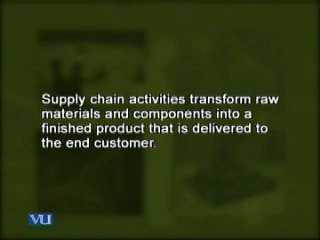 Supply chain activities transform raw
materials and components into a
finished product that is delivered to
the end customer.
VU